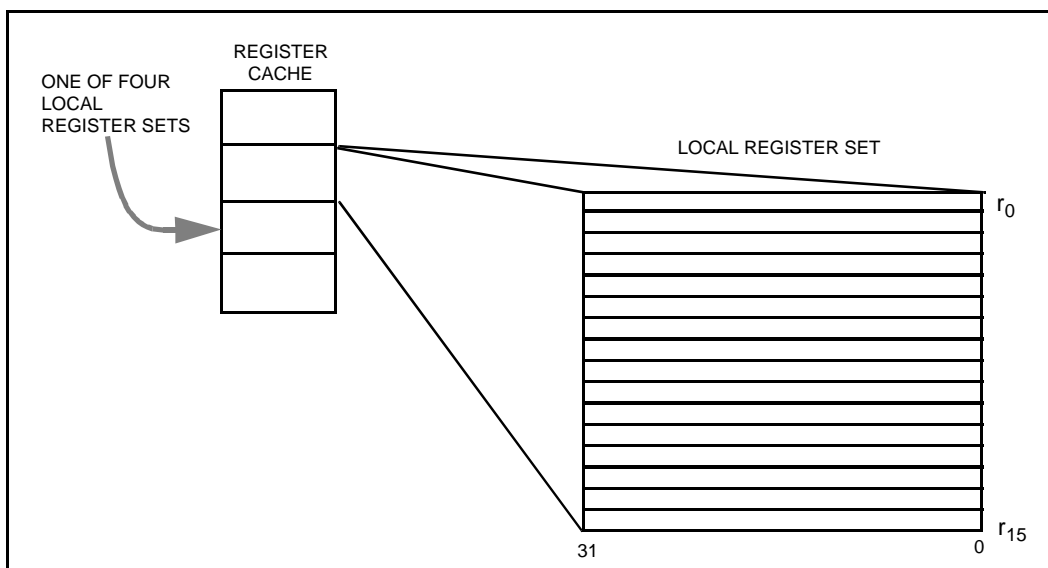 REGISTER
CACHE
ONE OF FOUR
LOCAL
REGISTER SETS
LOCAL REGISTER SET
r0
r15
31
0